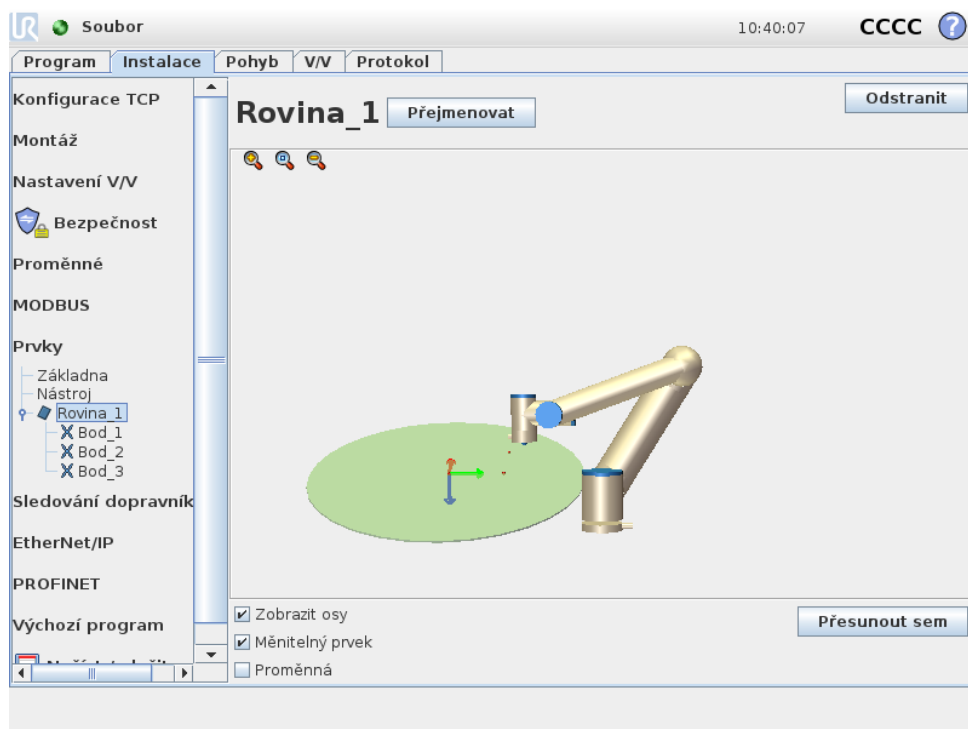 UR Soubor 10:40:07 CCCC ?
Program Instalace Pohyb V/V Protokol
Konfigurace TCP
Montáž
Nastavení V/V
Bezpečnost
Proměnné
MODBUS
Prvky
Základna
Nástroj
Rovina_1
Bod_1
Bod_2
Bod_3
Sledování dopravník
EtherNet/IP
PROFINET
Výchozí program
Rovina_1 Přejmenovat Odstranit
Zobrazit osy
Měnitelný prvek
Proměnná
Přesunout sem